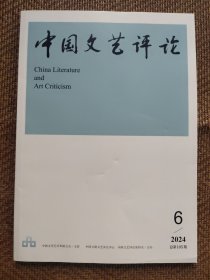 中国文艺评论
China Literature
and
Art Criticism
6
2024